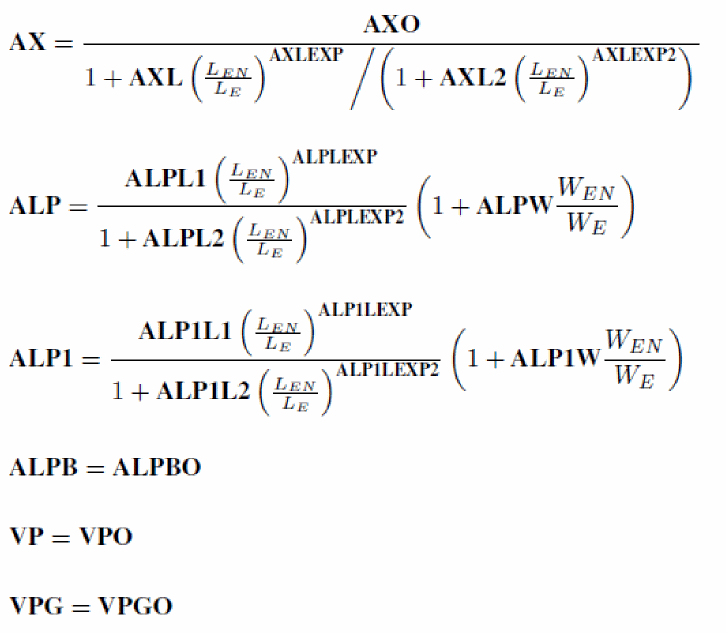 AX = AXO / (1 + AXL (L_EN/L_E)^AXLEXP / (1 + AXL2 (L_EN/L_E)^AXLEXP2))
ALP = ALPL1 (L_EN/L_E)^ALPLEXP / (1 + ALPL2 (L_EN/L_E)^ALPLEXP2) (1 + ALPW W_EN/W_E)
ALP1 = ALP1L1 (L_EN/L_E)^ALP1LEXP / (1 + ALP1L2 (L_EN/L_E)^ALP1LEXP2) (1 + ALP1W W_EN/W_E)
ALPB = ALPBO
VP = VPO
VPG = VPGO